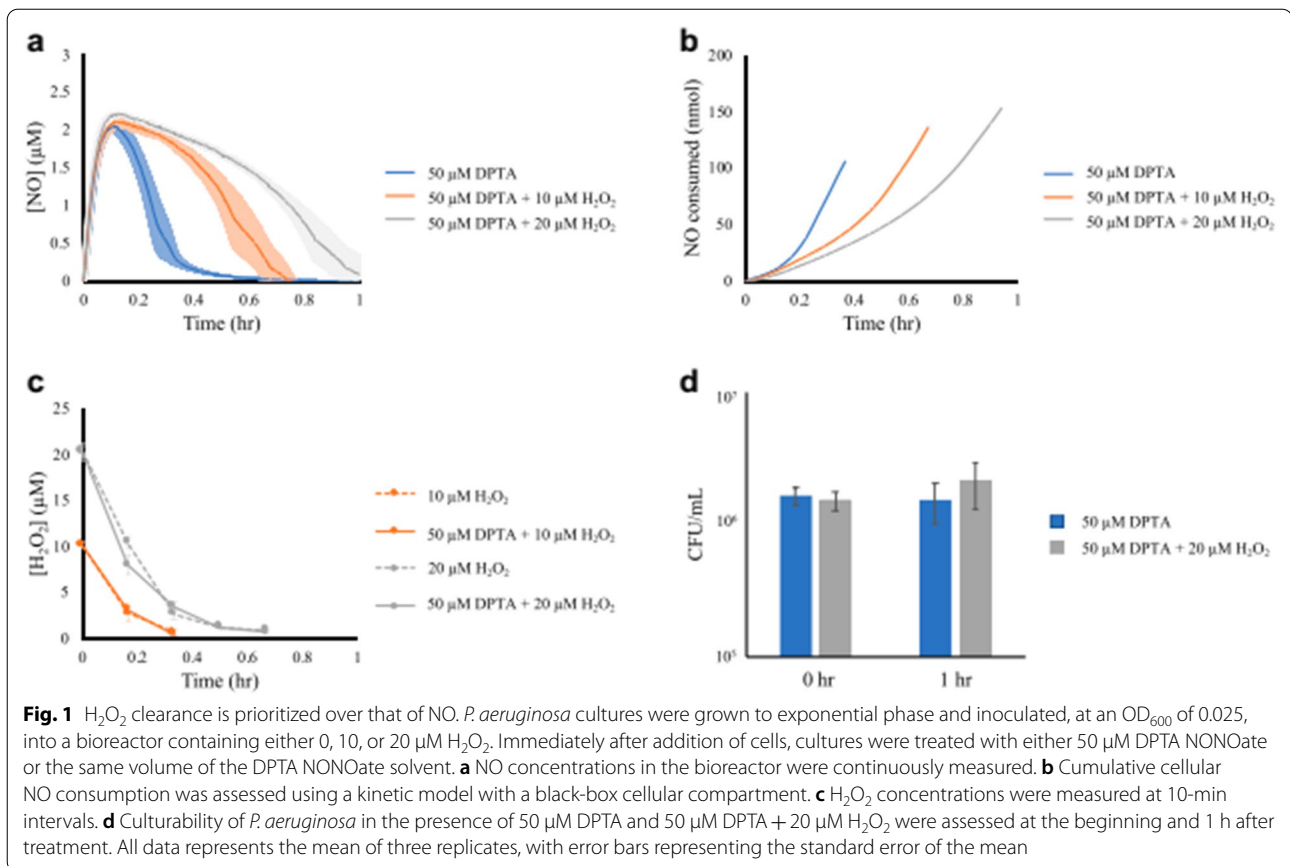 a
3
2.5
2
1.5
1
0.5
0
[NO] (µM)
0 0.2 0.4 0.6 0.8 1
Time (hr)
50 µM DPTA
50 µM DPTA + 10 µM H₂O₂
50 µM DPTA + 20 µM H₂O₂
b
200
150
100
50
0
NO consumed (nmol)
0 0.2 0.4 0.6 0.8 1
Time (hr)
50 µM DPTA
50 µM DPTA + 10 µM H₂O₂
50 µM DPTA + 20 µM H₂O₂
c
25
20
15
10
5
0
[H₂O₂] (µM)
0 0.2 0.4 0.6 0.8 1
Time (hr)
10 µM H₂O₂
50 µM DPTA + 10 µM H₂O₂
20 µM H₂O₂
50 µM DPTA + 20 µM H₂O₂
d
10⁷
10⁶
10⁵
CFU/mL
0 hr 1 hr
50 µM DPTA
50 µM DPTA + 20 µM H₂O₂
Fig. 1 H₂O₂ clearance is prioritized over that of NO. P. aeruginosa cultures were grown to exponential phase and inoculated, at an OD₆₀₀ of 0.025,
into a bioreactor containing either 0, 10, or 20 µM H₂O₂. Immediately after addition of cells, cultures were treated with either 50 µM DPTA NONOate
or the same volume of the DPTA NONOate solvent. a NO concentrations in the bioreactor were continuously measured. b Cumulative cellular
NO consumption was assessed using a kinetic model with a black-box cellular compartment. c H₂O₂ concentrations were measured at 10-min
intervals. d Culturability of P. aeruginosa in the presence of 50 µM DPTA and 50 µM DPTA + 20 µM H₂O₂ were assessed at the beginning and 1 h after
treatment. All data represents the mean of three replicates, with error bars representing the standard error of the mean